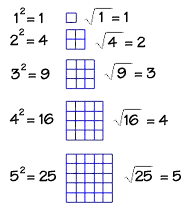 1² = 1 √1 = 1
2² = 4 √4 = 2
3² = 9 √9 = 3
4² = 16 √16 = 4
5² = 25 √25 = 5